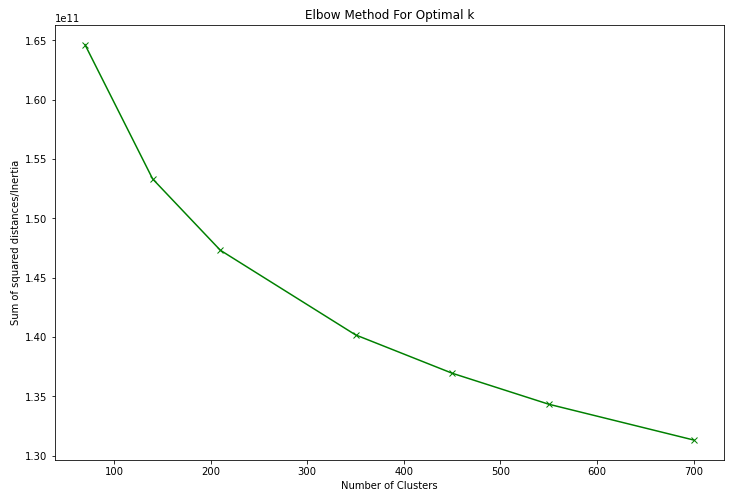 Elbow Method For Optimal k
1e11
1.65
1.60
1.55
1.50
1.45
1.40
1.35
1.30
Sum of squared distances/Inertia
100 200 300 400 500 600 700
Number of Clusters